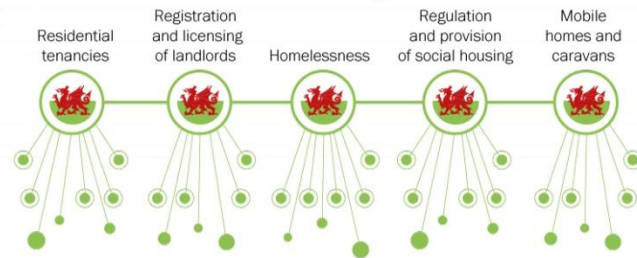 Residential
tenancies
Registration
and licensing
of landlords
Homelessness
Regulation
and provision
of social housing
Mobile
homes and
caravans